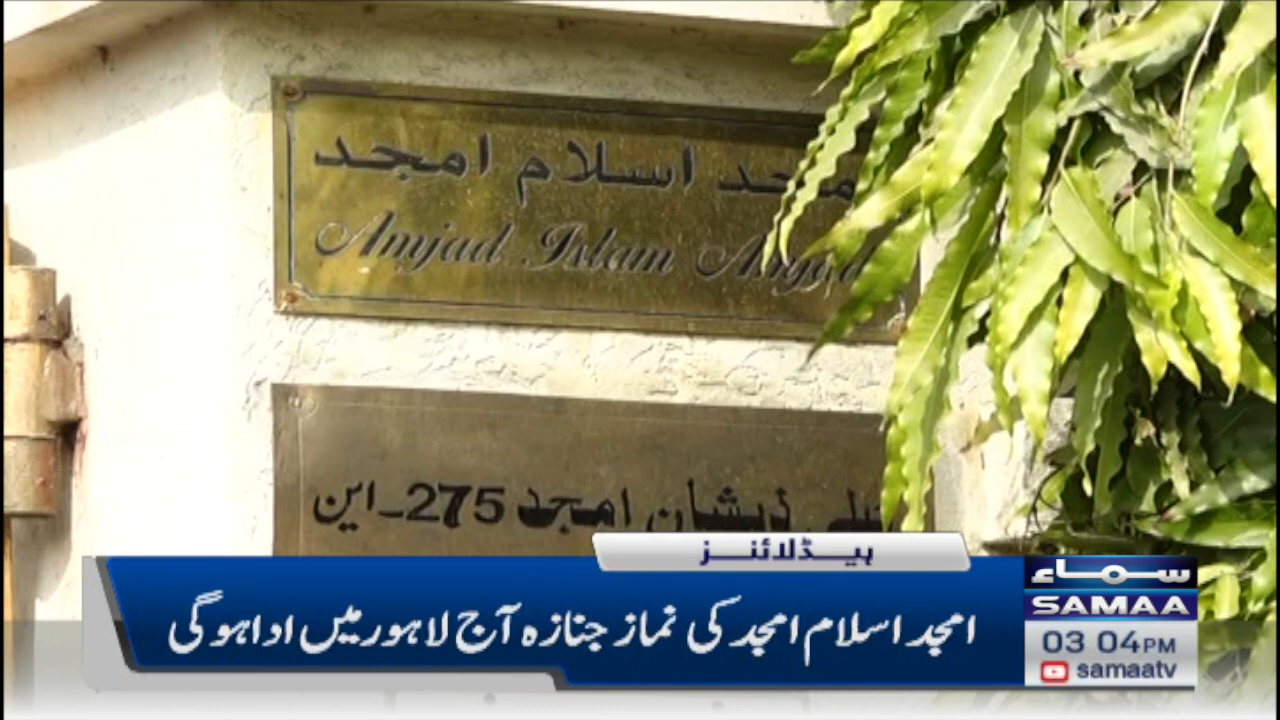 امجد اسلام امجد
Amjad Islam Amjad
ذیشان امجد 275-این
ہیڈلائنز
امجد اسلام امجد کی نماز جنازہ آج لاہور میں ادا ہوگی
سماء
SAMAA
03 04PM
samaatv